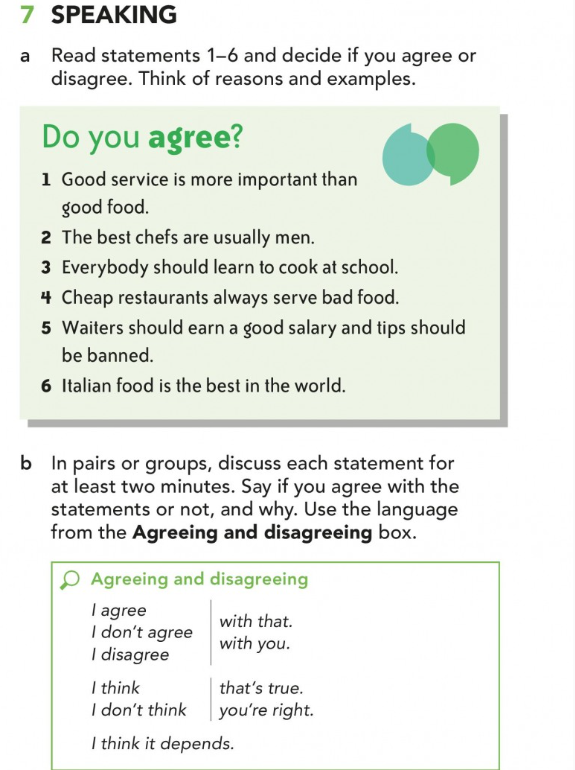 7 SPEAKING
a Read statements 1–6 and decide if you agree or
disagree. Think of reasons and examples.
Do you agree?
1 Good service is more important than
good food.
2 The best chefs are usually men.
3 Everybody should learn to cook at school.
4 Cheap restaurants always serve bad food.
5 Waiters should earn a good salary and tips should
be banned.
6 Italian food is the best in the world.
b In pairs or groups, discuss each statement for
at least two minutes. Say if you agree with the
statements or not, and why. Use the language
from the Agreeing and disagreeing box.
Agreeing and disagreeing
I agree
I don't agree
I disagree
with that.
with you.
I think
I don't think
that's true.
you're right.
I think it depends.